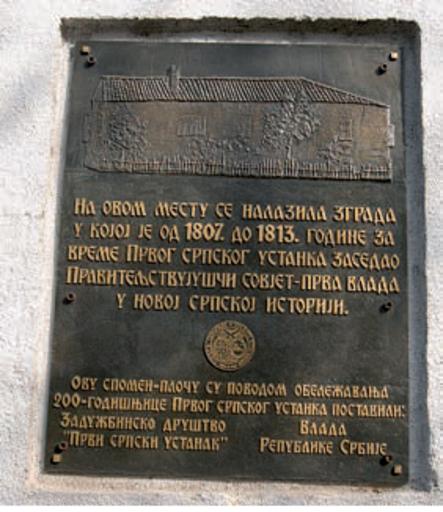 На овом месту се налазила зграда
у којој је од 1807. до 1813. године за
време Првог српског устанка заседао
Правитељствујушчи совјет-прва влада
у новој српској историји.
Ову спомен-плочу су поводом обележавања
200-годишњице Првог српског устанка поставили:
Задужбинско друштво
"Први српски устанак"
Влада
Републике Србије